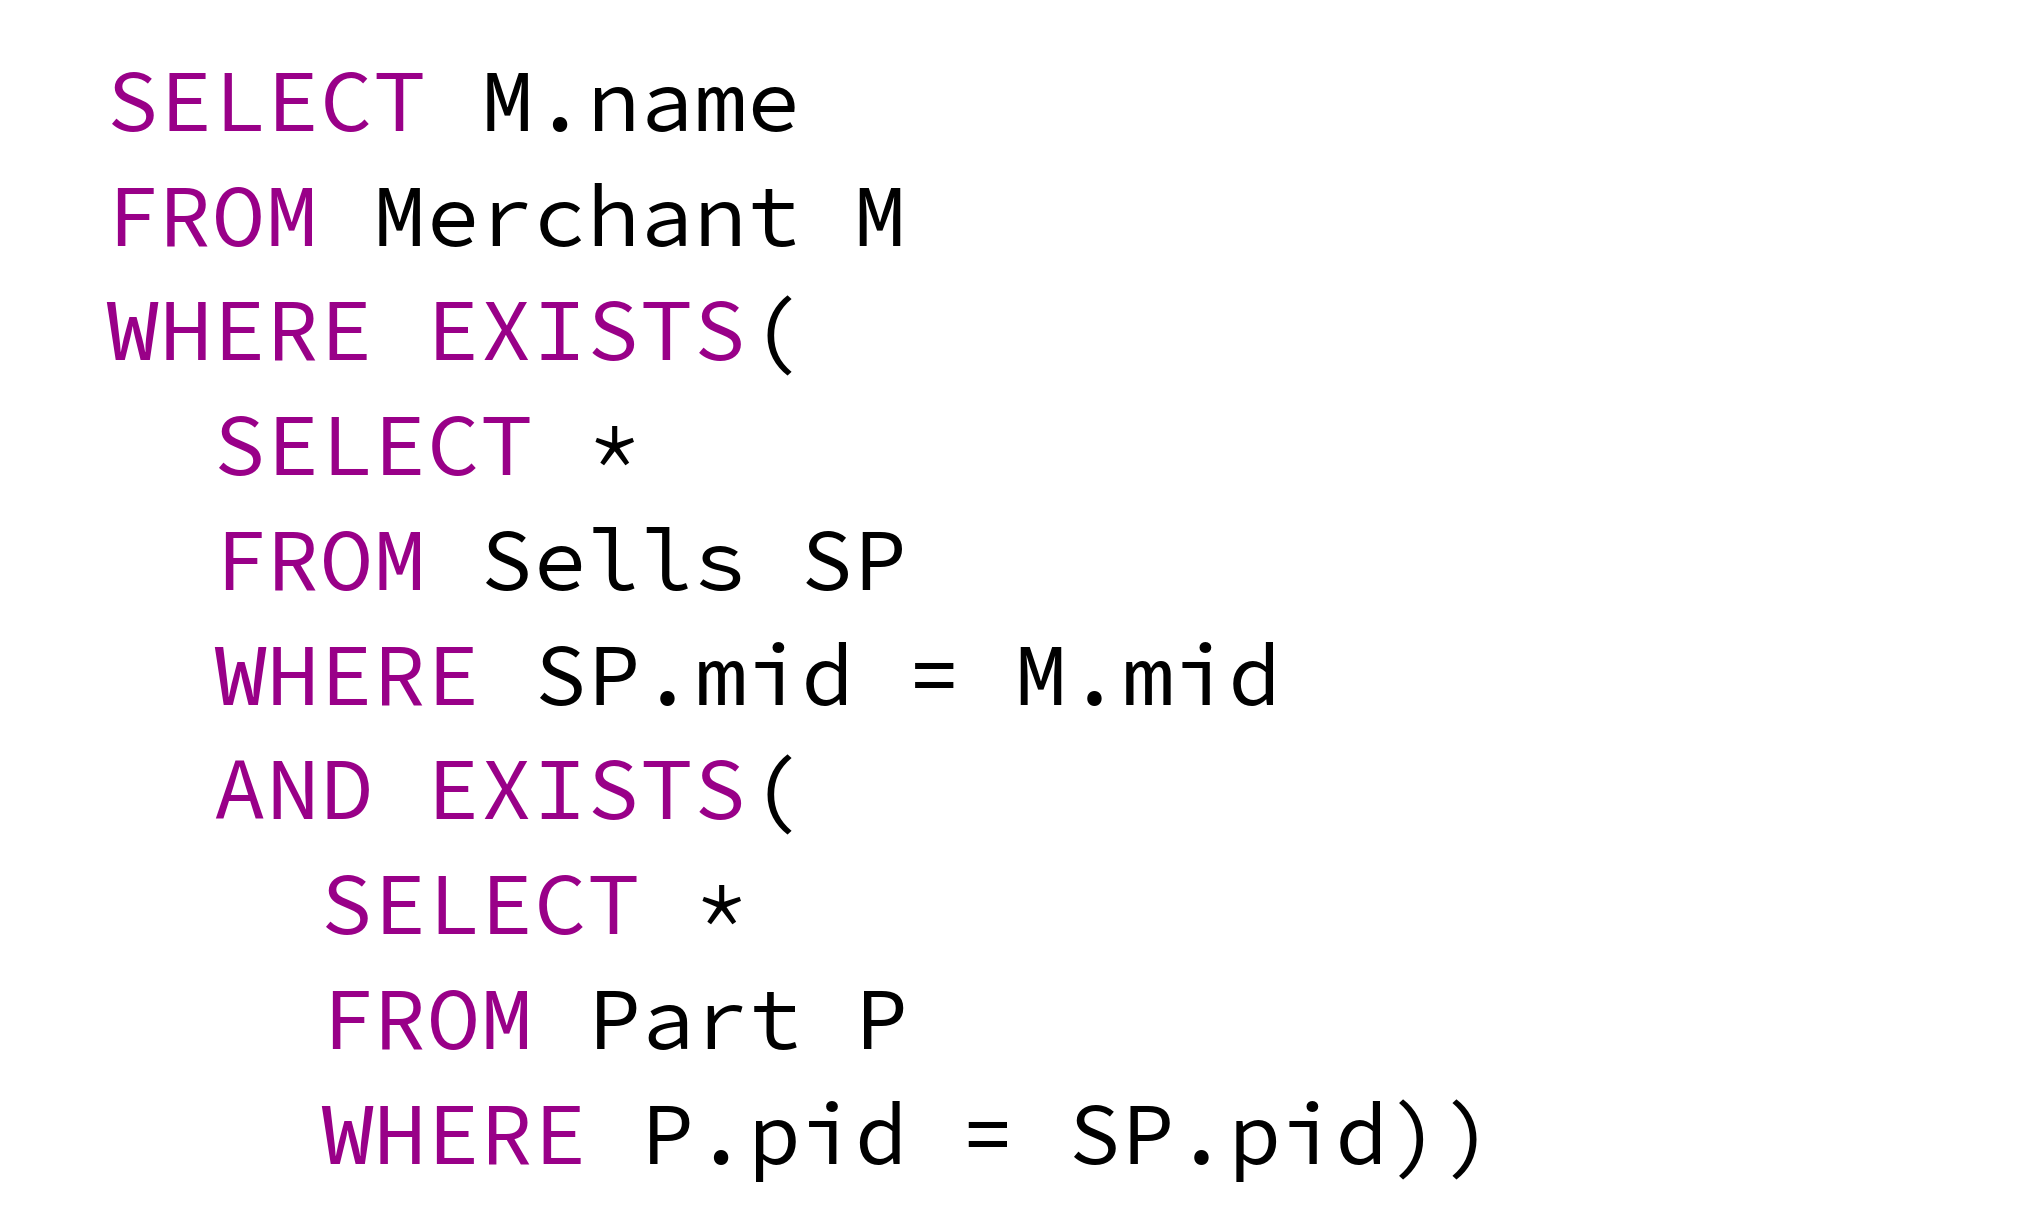 SELECT M.name
FROM Merchant M
WHERE EXISTS(
  SELECT *
  FROM Sells SP
  WHERE SP.mid = M.mid
  AND EXISTS(
    SELECT *
    FROM Part P
    WHERE P.pid = SP.pid))